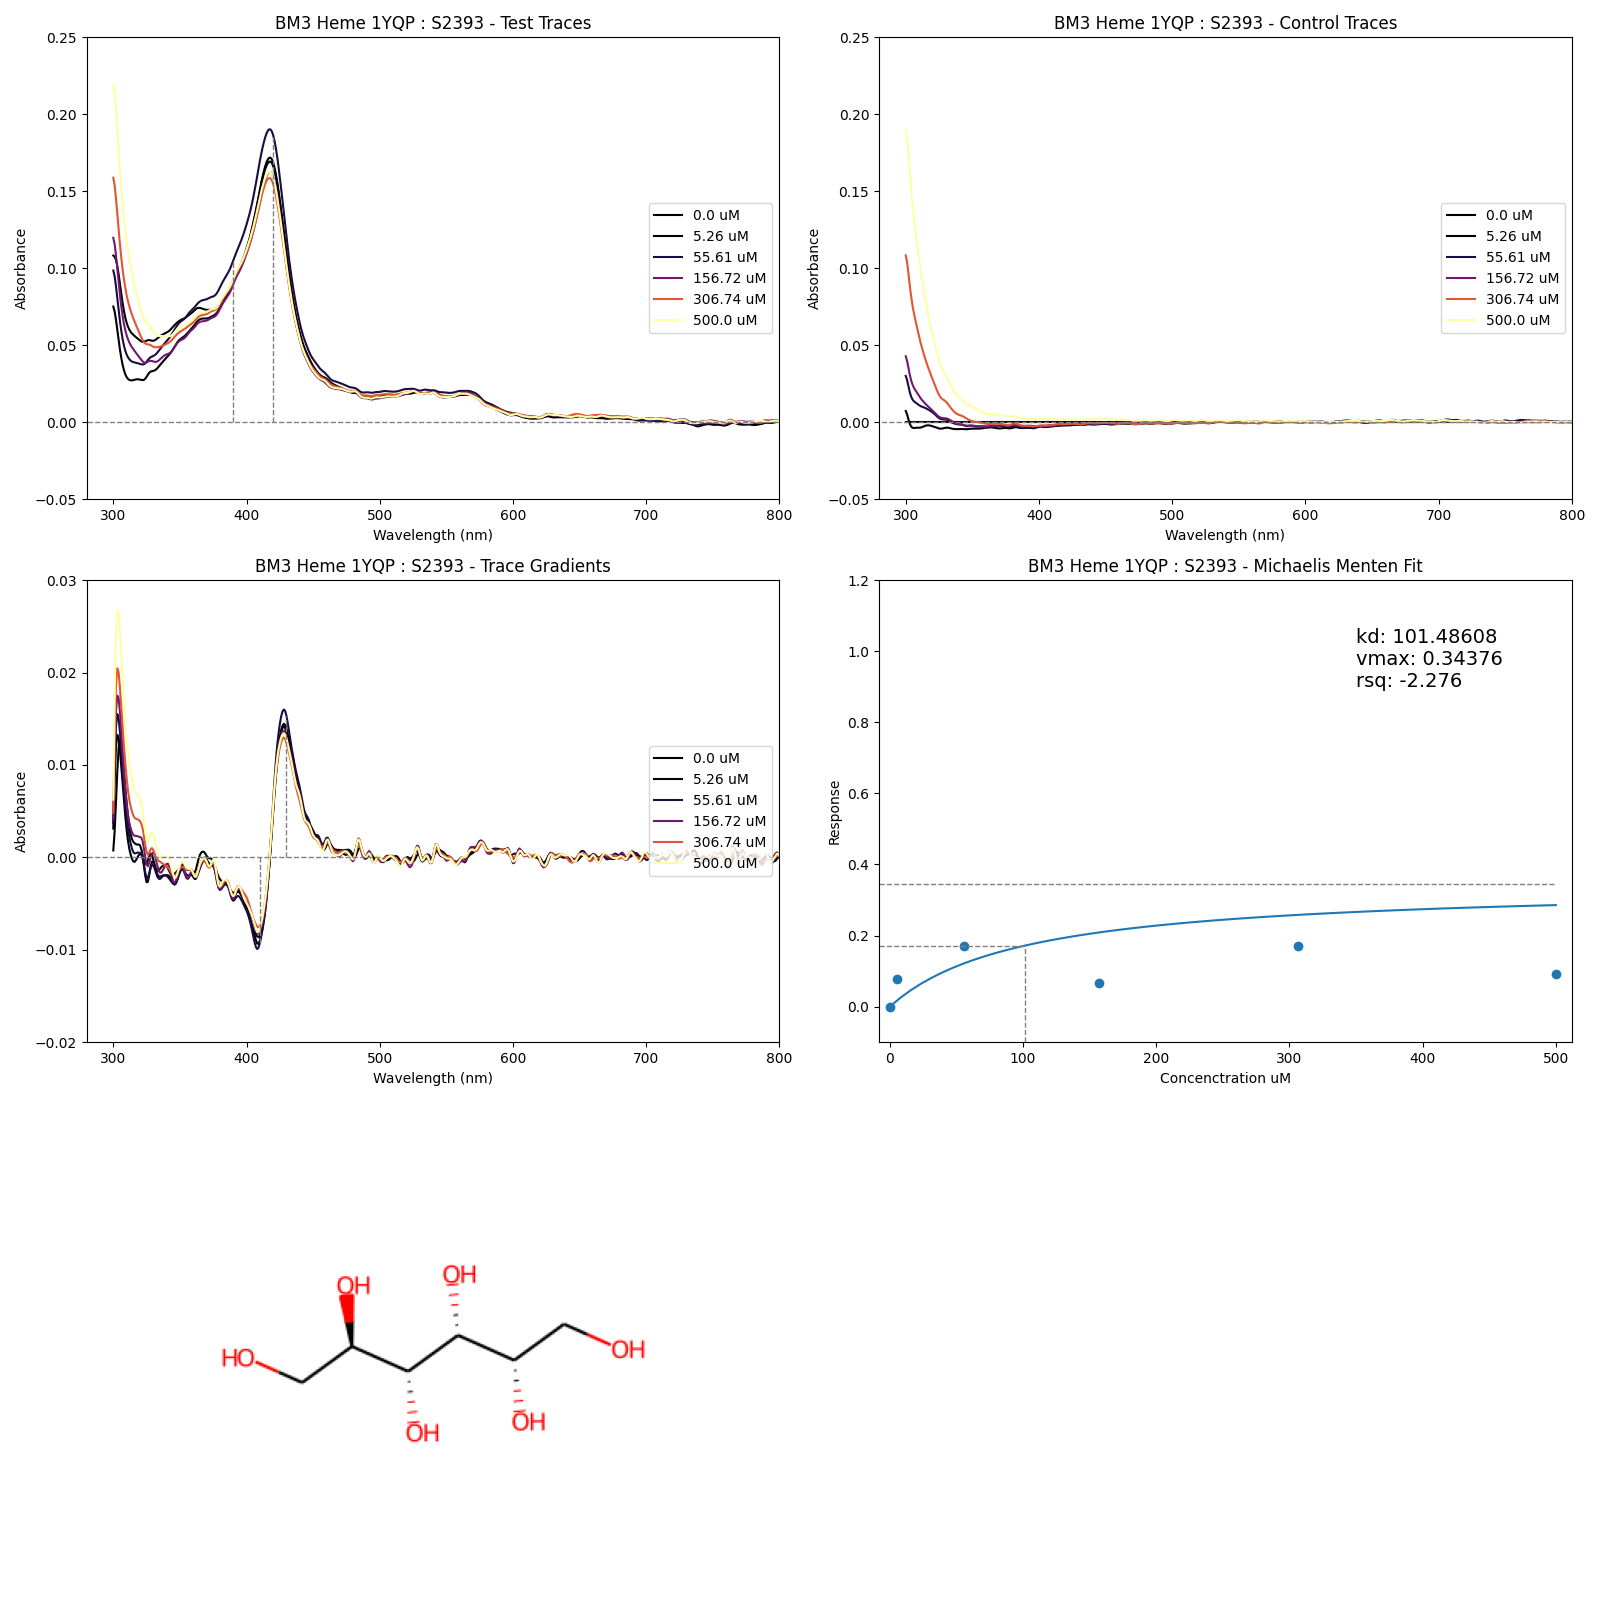 BM3 Heme 1YQP : S2393 - Test Traces
0.25
0.20
0.15
0.10
0.05
0.00
−0.05
Absorbance
0.0 uM
5.26 uM
55.61 uM
156.72 uM
306.74 uM
500.0 uM
300 400 500 600 700 800
Wavelength (nm)
BM3 Heme 1YQP : S2393 - Control Traces
0.25
0.20
0.15
0.10
0.05
0.00
−0.05
Absorbance
0.0 uM
5.26 uM
55.61 uM
156.72 uM
306.74 uM
500.0 uM
300 400 500 600 700 800
Wavelength (nm)
BM3 Heme 1YQP : S2393 - Trace Gradients
0.03
0.02
0.01
0.00
−0.01
−0.02
Absorbance
0.0 uM
5.26 uM
55.61 uM
156.72 uM
306.74 uM
500.0 uM
300 400 500 600 700 800
Wavelength (nm)
BM3 Heme 1YQP : S2393 - Michaelis Menten Fit
1.2
1.0
0.8
0.6
0.4
0.2
0.0
Response
kd: 101.48608
vmax: 0.34376
rsq: -2.276
0 100 200 300 400 500
Concenctration uM
OH
OH
HO
OH
OH
OH